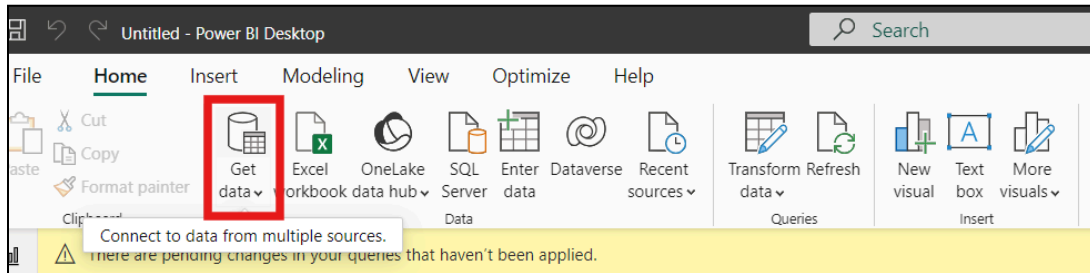 Untitled - Power BI Desktop
Search
File Home Insert Modeling View Optimize Help
Cut
Copy
Format painter
Get data
Excel workbook
OneLake data hub
SQL Server
Enter data
Dataverse
Recent sources
Transform data
Refresh
New visual
Text box
More visuals
Data
Queries
Insert
Connect to data from multiple sources.
There are pending changes in your queries that haven't been applied.